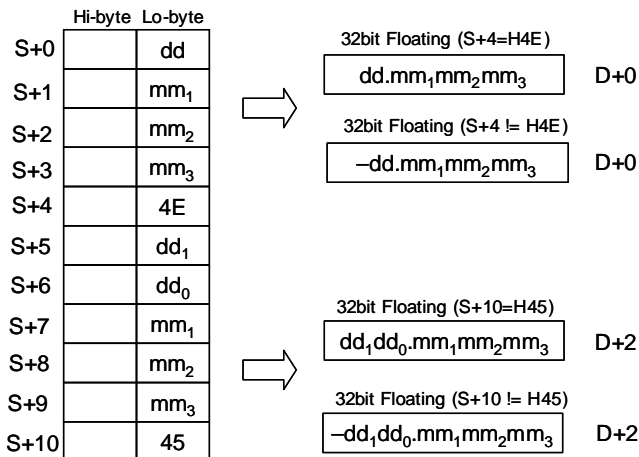 Hi-byte Lo-byte
S+0 dd
S+1 mm₁
S+2 mm₂
S+3 mm₃
S+4 4E
S+5 dd₁
S+6 dd₀
S+7 mm₁
S+8 mm₂
S+9 mm₃
S+10 45
32bit Floating (S+4=H4E)
dd.mm₁mm₂mm₃ D+0
32bit Floating (S+4 != H4E)
–dd.mm₁mm₂mm₃ D+0
32bit Floating (S+10=H45)
dd₁dd₀.mm₁mm₂mm₃ D+2
32bit Floating (S+10 != H45)
–dd₁dd₀.mm₁mm₂mm₃ D+2